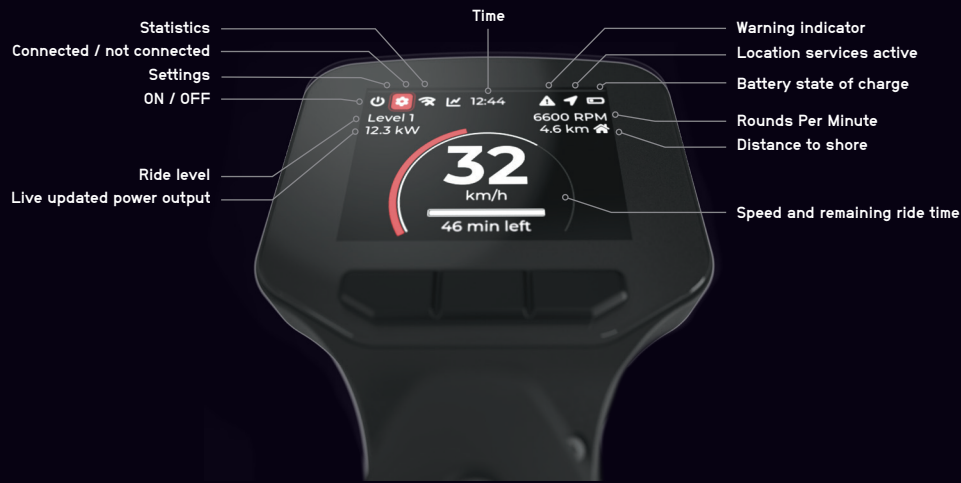 Time
Statistics
Connected / not connected
Settings
ON / OFF
Ride level
Live updated power output
Warning indicator
Location services active
Battery state of charge
Rounds Per Minute
Distance to shore
Speed and remaining ride time
12:44
Level 1
12.3 kW
6600 RPM
4.6 km
32
km/h
46 min left